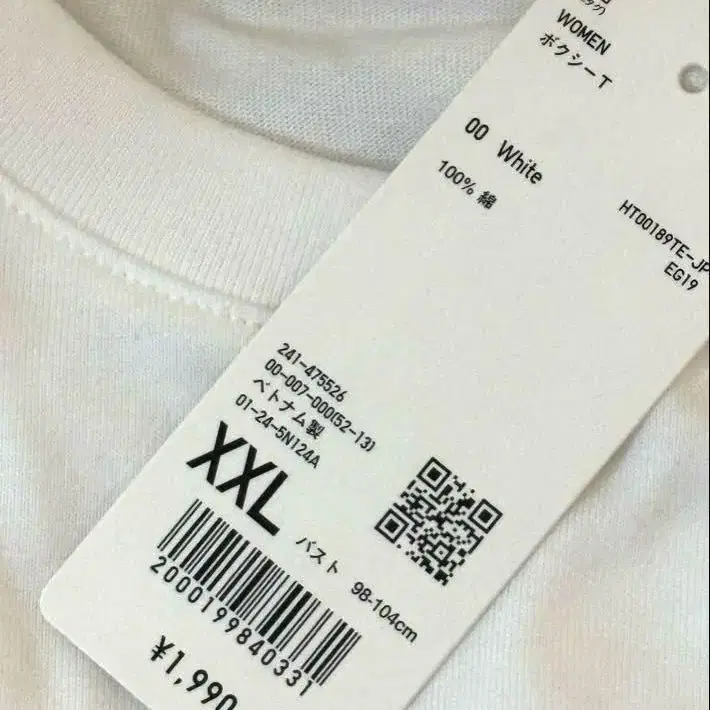 WOMEN
ボクシーT
00 White
100% 綿
HT00189TE-JP
EG19
241-475526
00-007-000(52-13)
ベトナム製
01-24-5N124A
XXL
バスト 98-104cm
2000199840331
¥1,990